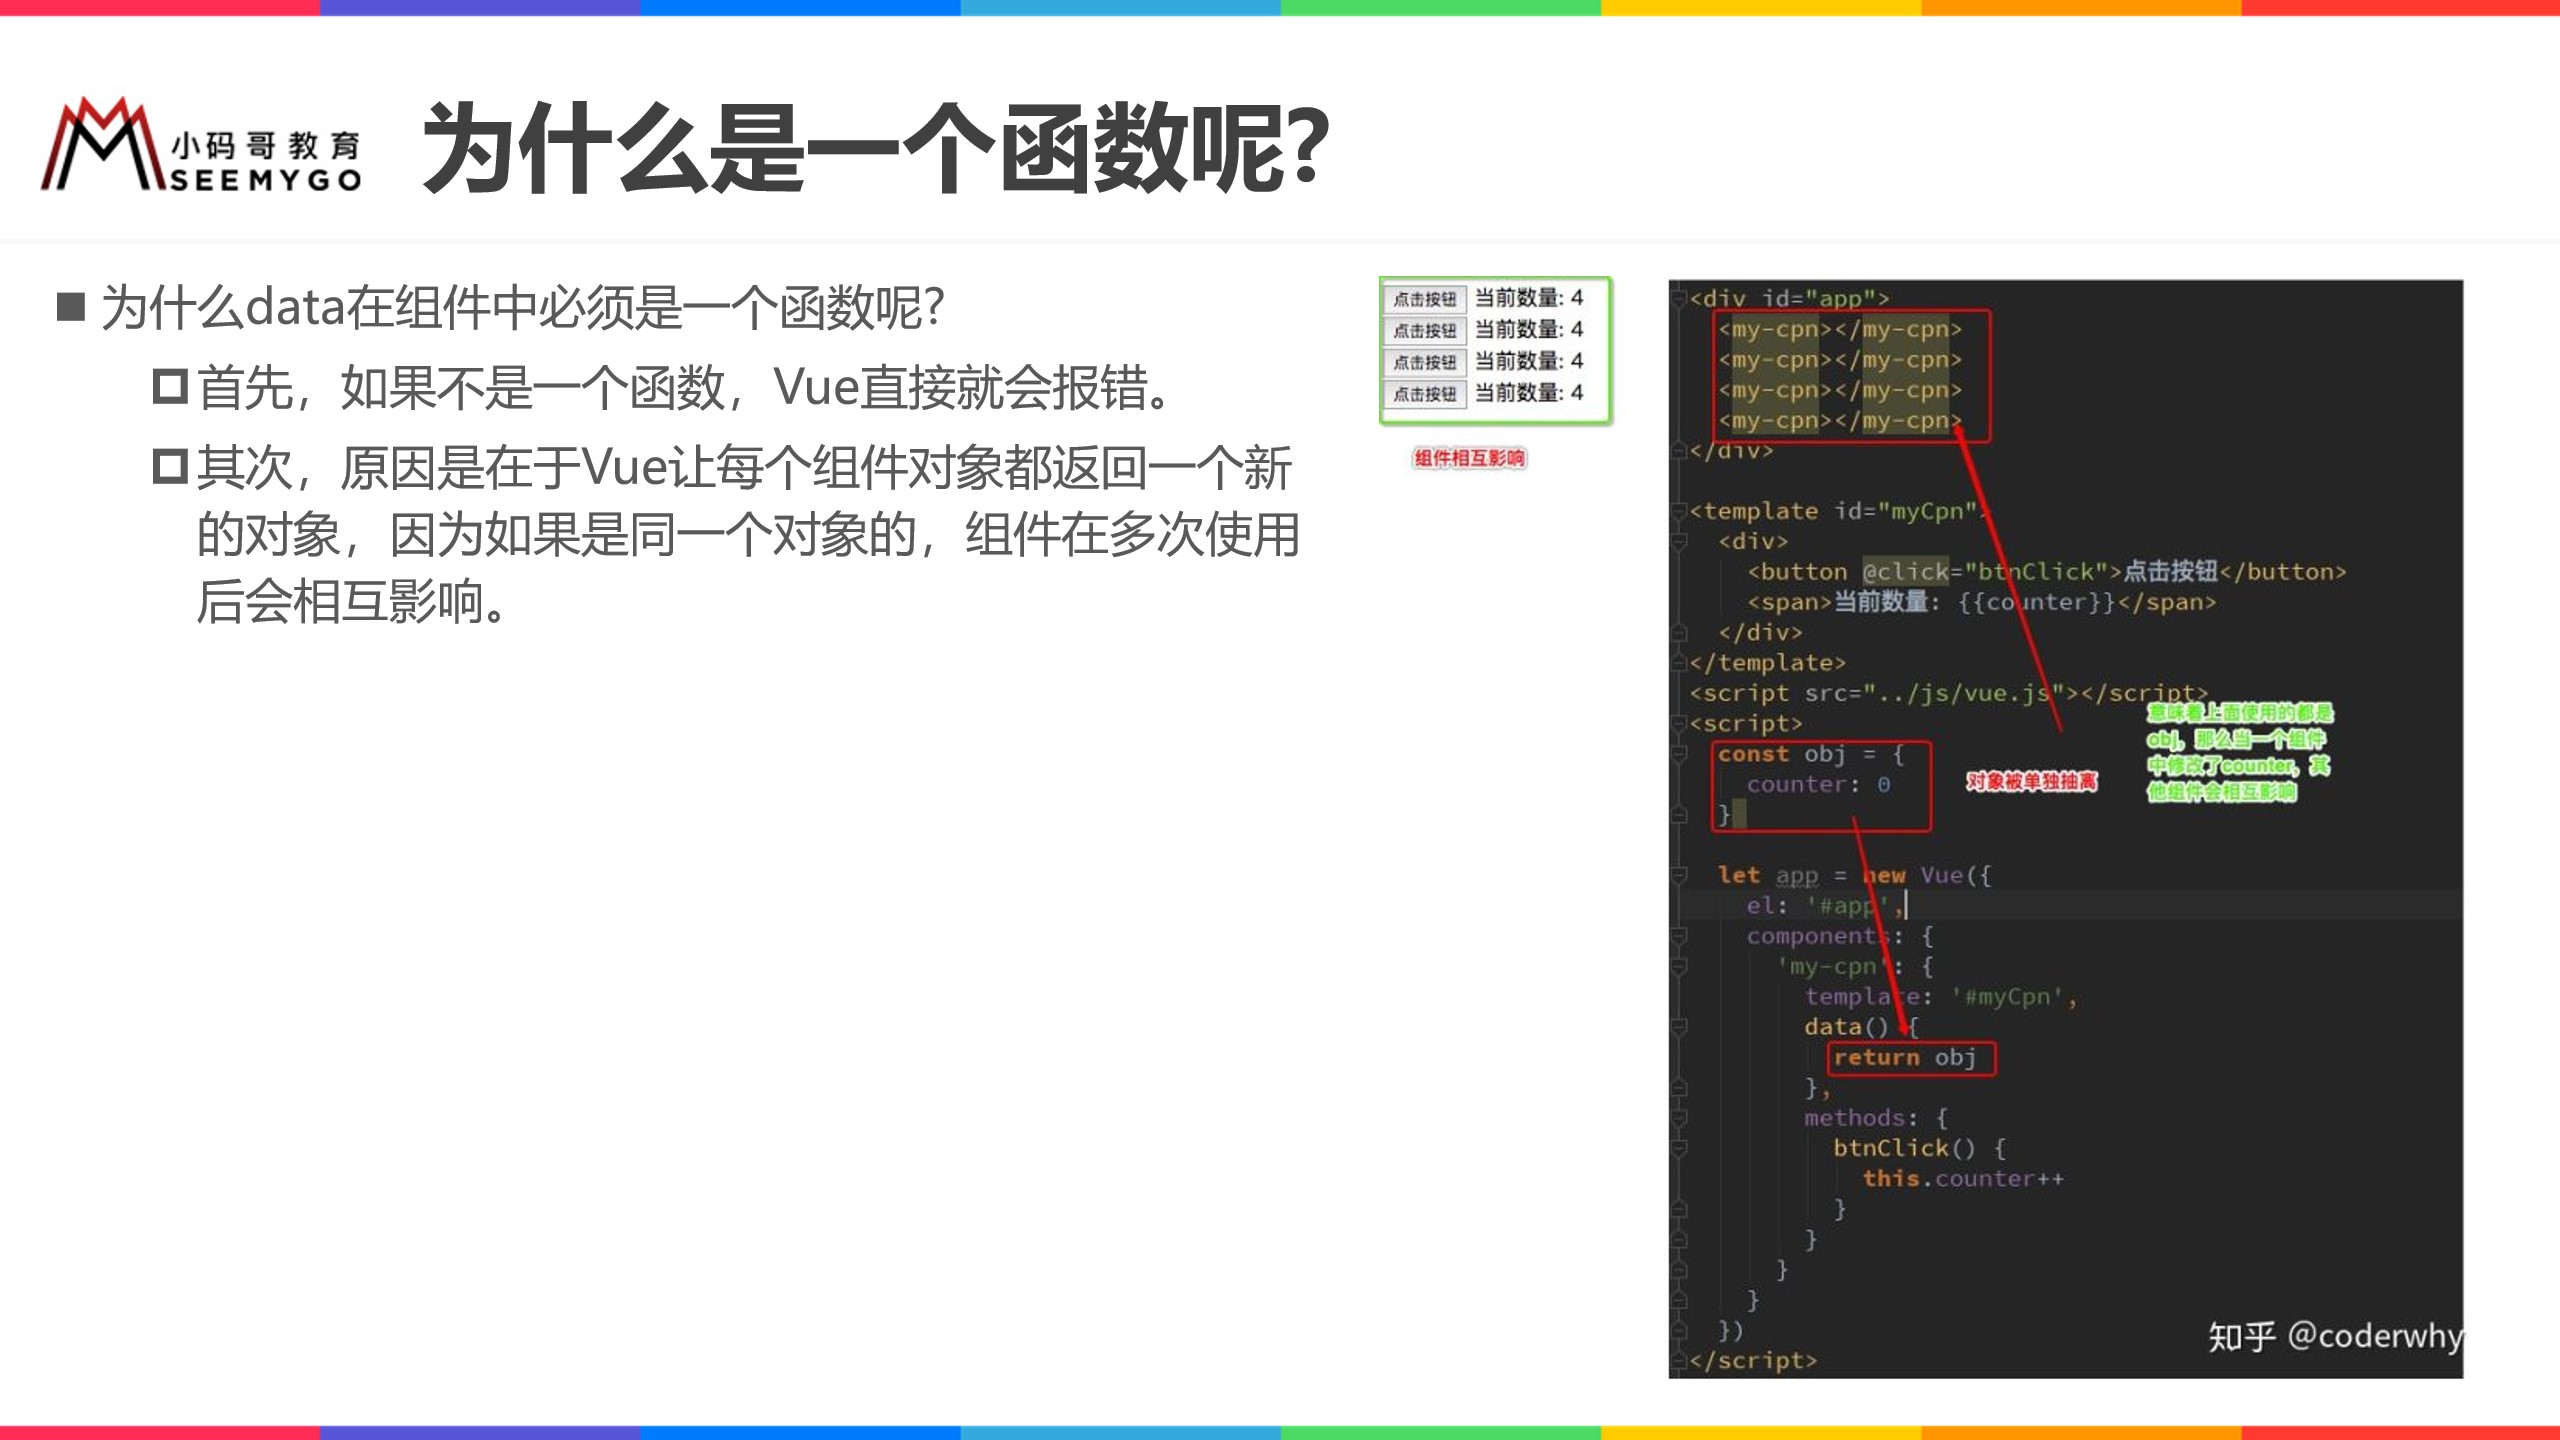 小码哥教育
SEEMYGO
为什么是一个函数呢?
为什么data在组件中必须是一个函数呢?
首先，如果不是一个函数，Vue直接就会报错。
其次，原因是在于Vue让每个组件对象都返回一个新
的对象，因为如果是同一个对象的，组件在多次使用
后会相互影响。
点击按钮 当前数量: 4
点击按钮 当前数量: 4
点击按钮 当前数量: 4
点击按钮 当前数量: 4
组件相互影响
<div id="app">
<my-cpn></my-cpn>
<my-cpn></my-cpn>
<my-cpn></my-cpn>
<my-cpn></my-cpn>
</div>
<template id="myCpn">
<div>
<button @click="btnClick">点击按钮</button>
<span>当前数量: {{counter}}</span>
</div>
</template>
<script src="../js/vue.js"></script>
<script>
const obj = {
counter: 0
}
对象被单独抽离
意味着上面使用的都是
obj，那么当一个组件
中修改了counter，其
他组件会相互影响
let app = new Vue({
el: '#app',
components: {
'my-cpn': {
template: '#myCpn',
data() {
return obj
},
methods: {
btnClick() {
this.counter++
}
}
}
}
})
</script>
知乎 @coderwhy